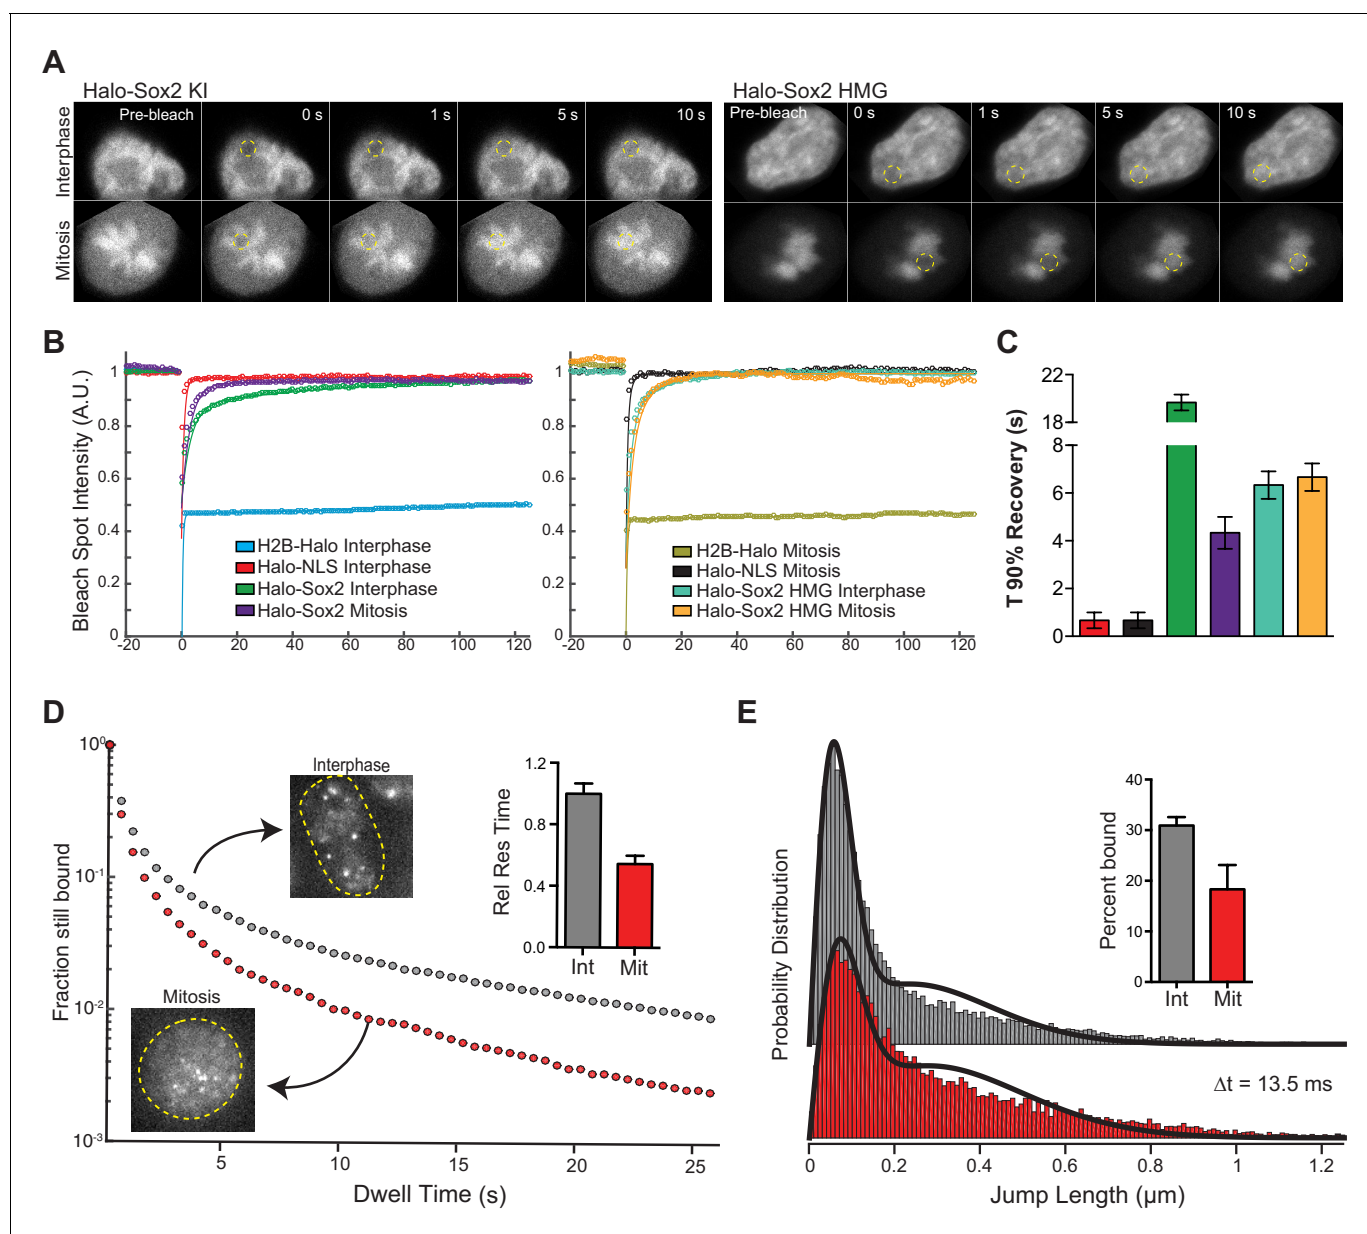 A
Halo-Sox2 KI
Halo-Sox2 HMG
Interphase
Pre-bleach 0 s 1 s 5 s 10 s
Pre-bleach 0 s 1 s 5 s 10 s
Mitosis
B
Bleach Spot Intensity (A.U.)
1
0.8
0.6
0.4
0.2
0
-20 0 20 40 60 80 100 120
H2B-Halo Interphase
Halo-NLS Interphase
Halo-Sox2 Interphase
Halo-Sox2 Mitosis
1
0.8
0.6
0.4
0.2
0
-20 0 20 40 60 80 100 120
H2B-Halo Mitosis
Halo-NLS Mitosis
Halo-Sox2 HMG Interphase
Halo-Sox2 HMG Mitosis
C
T 90% Recovery (s)
22
18
6
4
2
0
D
Fraction still bound
10⁰
10⁻¹
10⁻²
10⁻³
5 10 15 20 25
Dwell Time (s)
Interphase
Mitosis
Rel Res Time
1.2
0.8
0.4
0.0
Int Mit
E
Probability Distribution
Percent bound
40
30
20
10
0
Int Mit
Δt = 13.5 ms
0 0.2 0.4 0.6 0.8 1 1.2
Jump Length (µm)